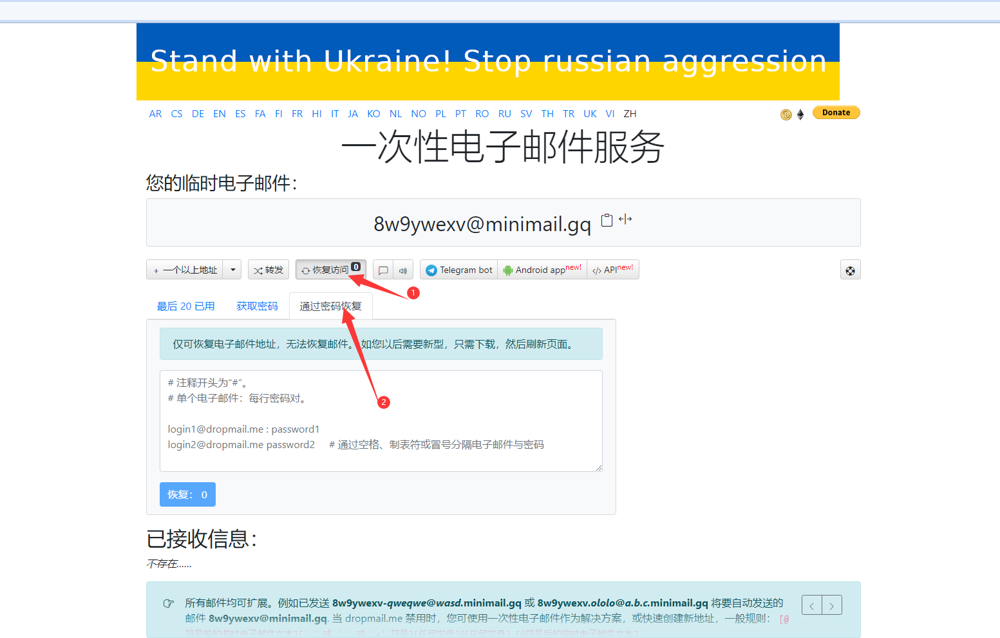 Stand with Ukraine! Stop russian aggression
AR CS DE EN ES FA FI FR HI IT JA KO NL NO PL PT RO RU SV TH TR UK VI ZH Donate
一次性电子邮件服务
您的临时电子邮件：
8w9ywexv@minimail.gq
+ 一个以上地址 转发 恢复访问 0 Telegram bot Android app new! </> API new!
1
最后 20 已用 获取密码 通过密码恢复
仅可恢复电子邮件地址，无法恢复邮件。 如您以后需要新型，只需下载，然后刷新页面。
# 注释开头为“#”。
# 单个电子邮件：每行密码对。
2
login1@dropmail.me : password1
login2@dropmail.me password2 # 通过空格、制表符或冒号分隔电子邮件与密码
恢复： 0
已接收信息：
不存在......
所有邮件均可扩展。例如已发送 8w9ywexv-qweqwe@wasd.minimail.gq 或 8w9ywexv.ololo@a.b.c.minimail.gq 将要自动发送的
邮件 8w9ywexv@minimail.gq. 当 dropmail.me 禁用时，您可使用一次性电子邮件作为解决方案，或快速创建新地址，一般规则： [@